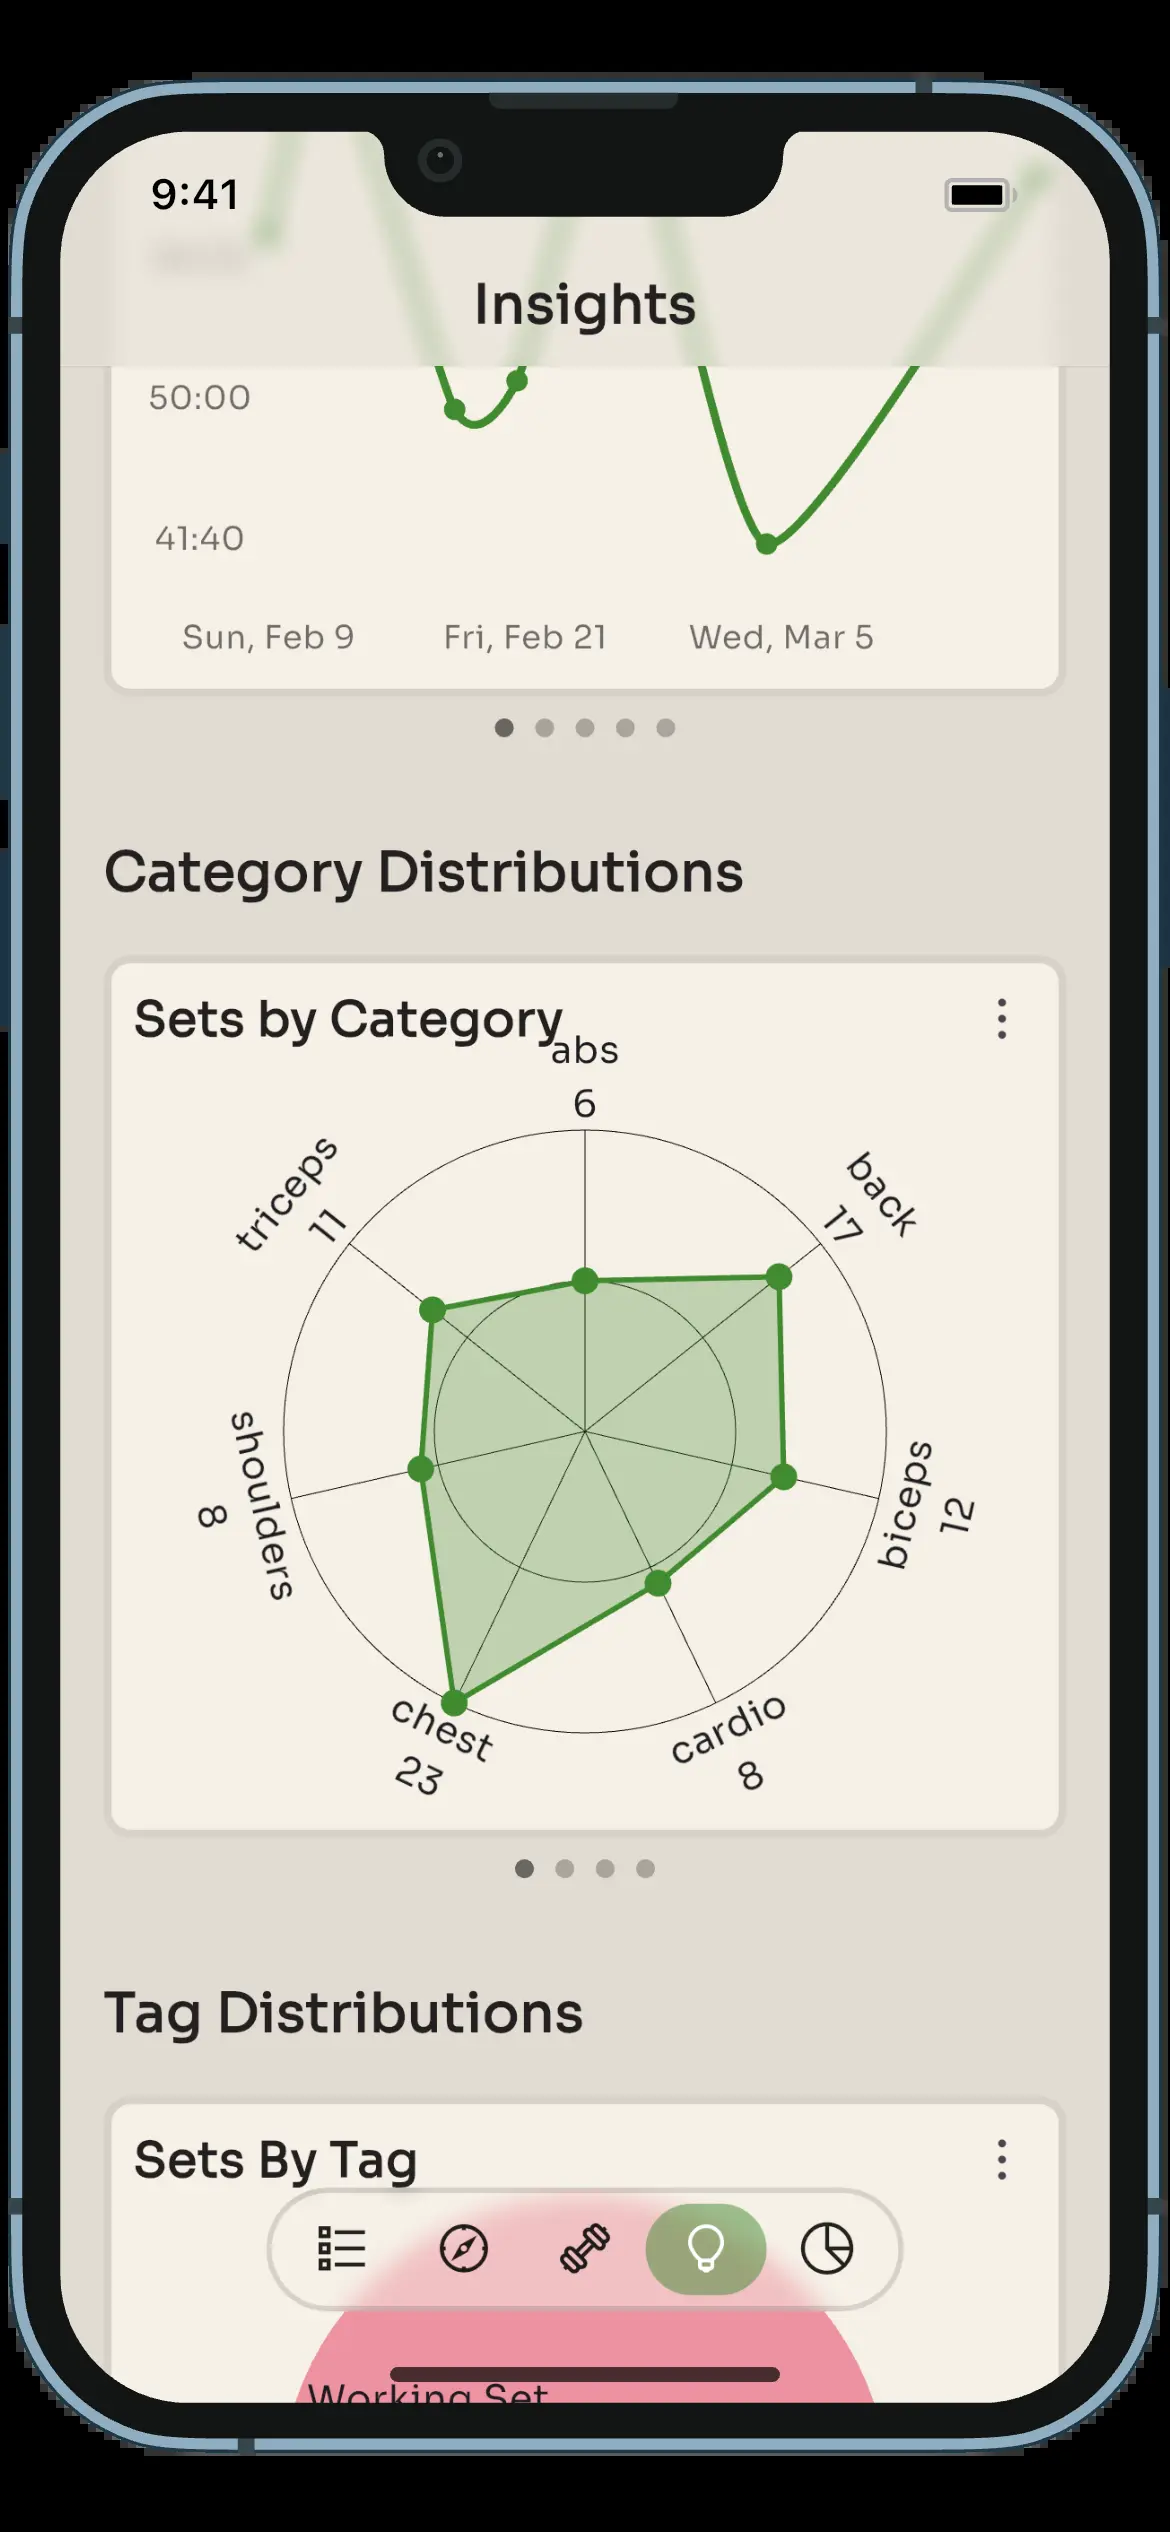 9:41
Insights
50:00
41:40
Sun, Feb 9
Fri, Feb 21
Wed, Mar 5
Category Distributions
Sets by Category
abs
6
back
17
triceps
11
biceps
12
shoulders
8
chest
23
cardio
8
Tag Distributions
Sets By Tag
Working Set